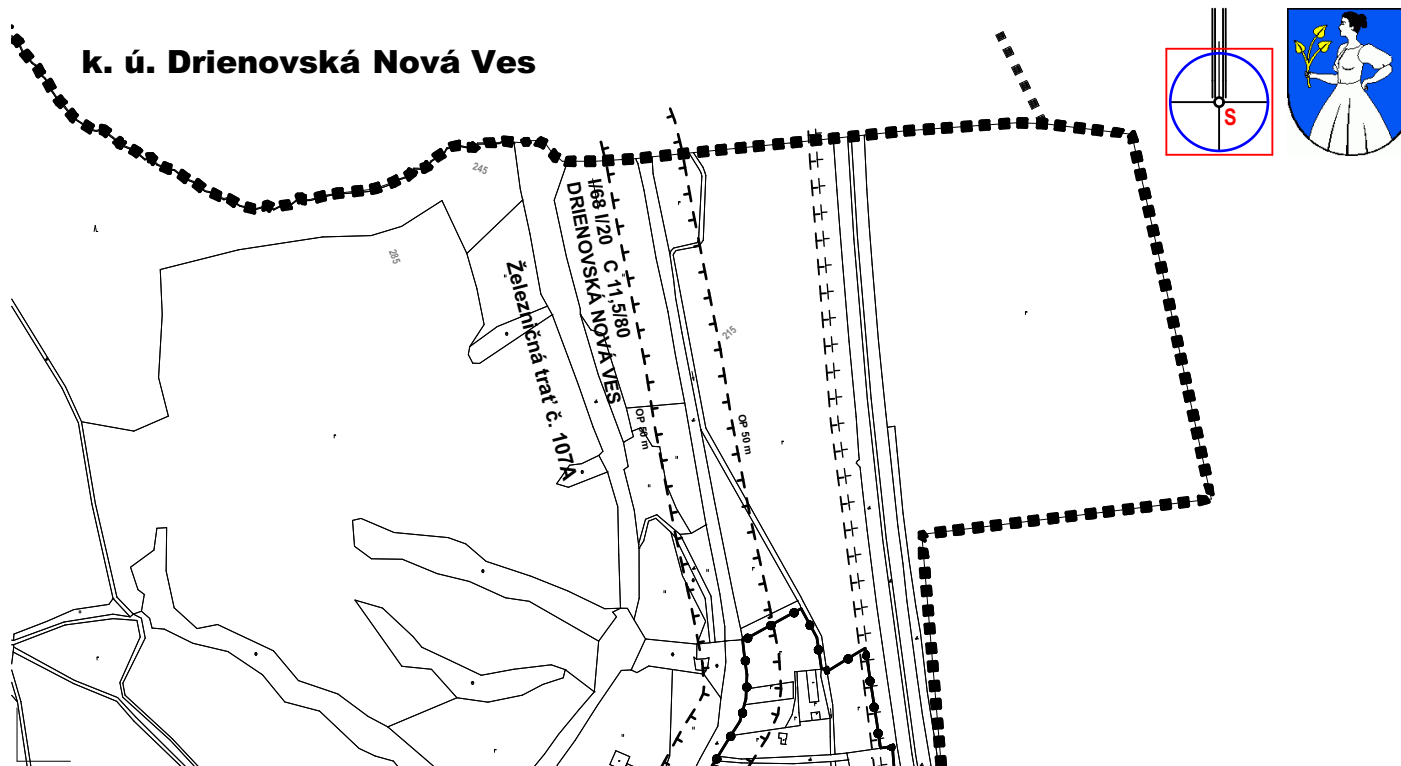 k. ú. Drienovská Nová Ves
S
245
285
I/68 I/20 C 11,5/80
DRIENOVSKÁ NOVÁ VES
Železničná trať č. 107A
215
OP 50 m
OP 50 m